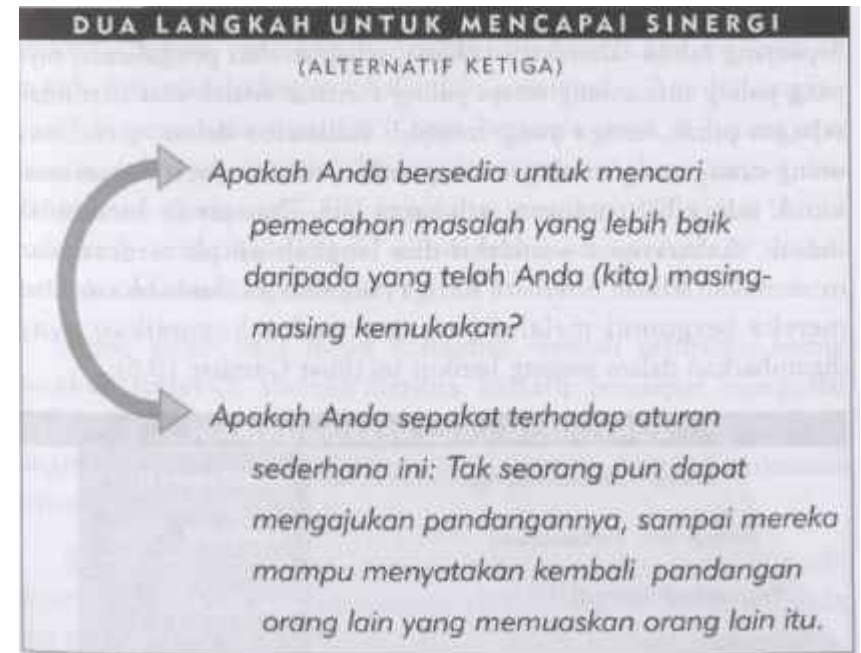 DUA LANGKAH UNTUK MENCAPAI SINERGI
(ALTERNATIF KETIGA)
Apakah Anda bersedia untuk mencari
pemecahan masalah yang lebih baik
daripada yang telah Anda (kita) masing-
masing kemukakan?
Apakah Anda sepakat terhadap aturan
sederhana ini: Tak seorang pun dapat
mengajukan pandangannya, sampai mereka
mampu menyatakan kembali pandangan
orang lain yang memuaskan orang lain itu.